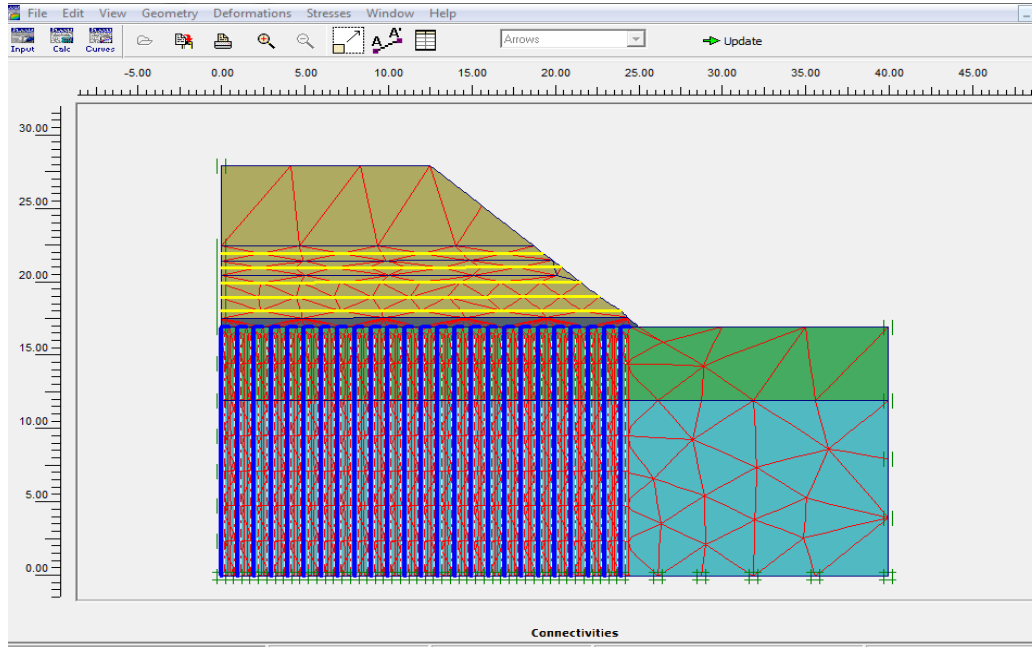 File Edit View Geometry Deformations Stresses Window Help
Input Calc Curves A A' Arrows Update
-5.00 0.00 5.00 10.00 15.00 20.00 25.00 30.00 35.00 40.00 45.00
30.00
25.00
20.00
15.00
10.00
5.00
0.00
Connectivities